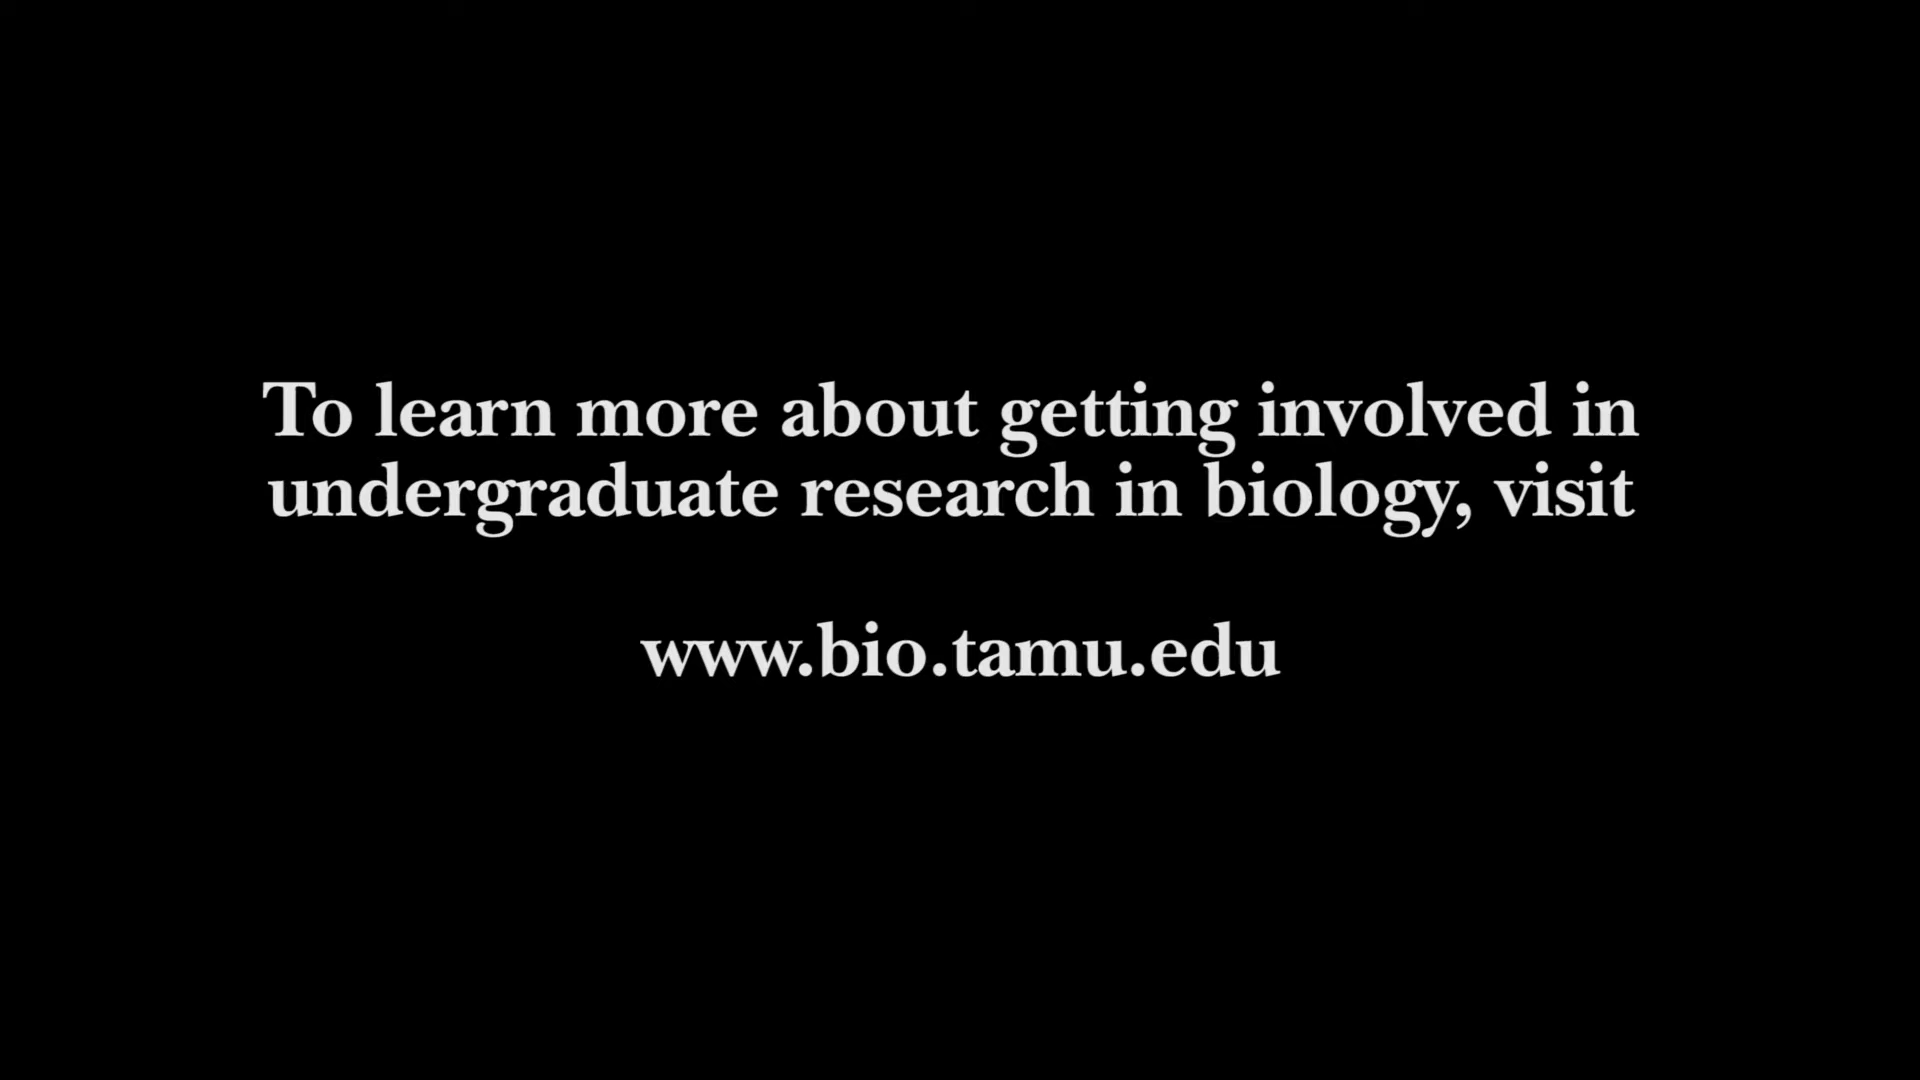 To learn more about getting involved in
undergraduate research in biology, visit
www.bio.tamu.edu